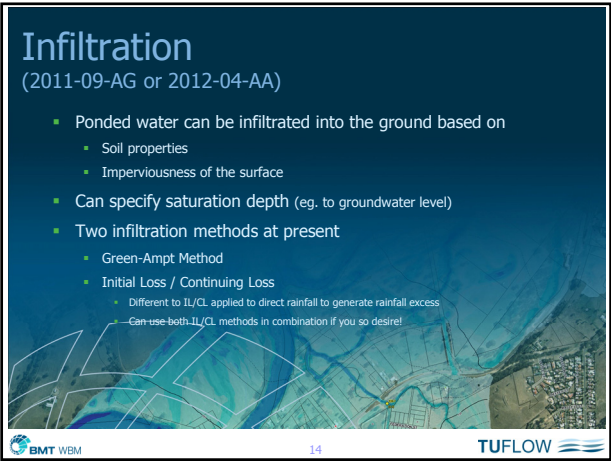 Infiltration
(2011-09-AG or 2012-04-AA)
Ponded water can be infiltrated into the ground based on
Soil properties
Imperviousness of the surface
Can specify saturation depth (eg. to groundwater level)
Two infiltration methods at present
Green-Ampt Method
Initial Loss / Continuing Loss
Different to IL/CL applied to direct rainfall to generate rainfall excess
Can use both IL/CL methods in combination if you so desire!
BMT WBM
14
TUFLOW